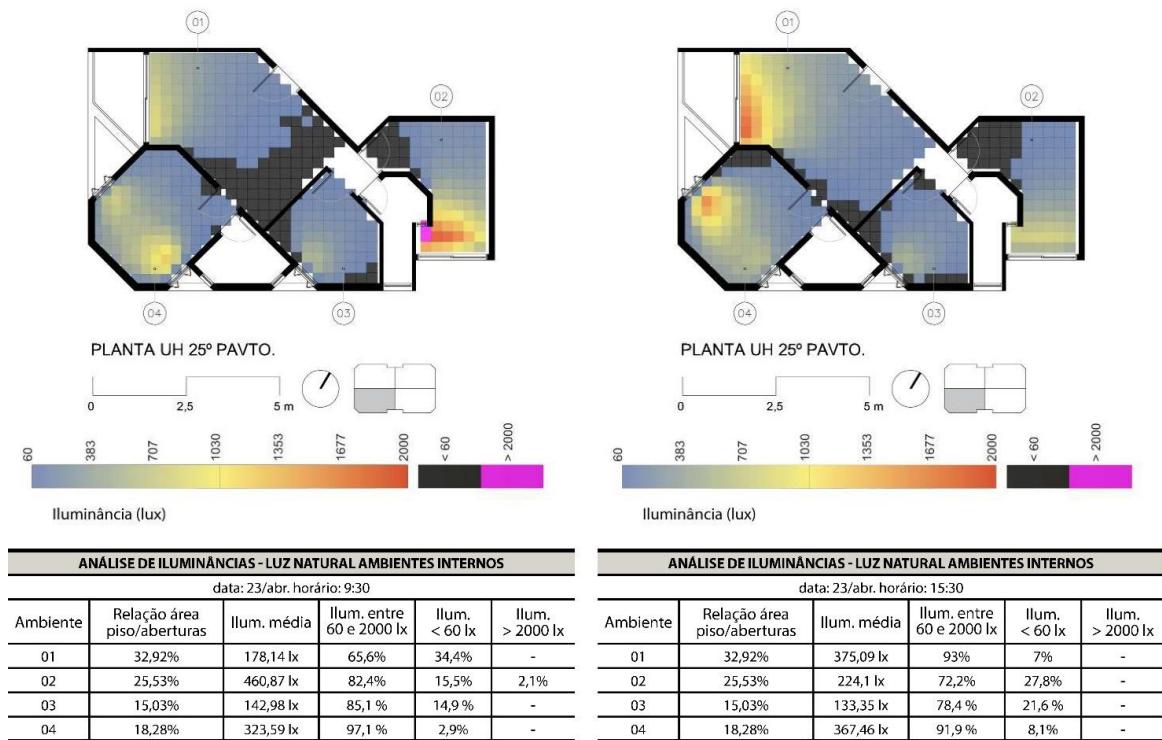 01
02
04
03
PLANTA UH 25º PAVTO.
0 2,5 5 m
60 383 707 1030 1353 1677 2000 < 60 > 2000
Iluminância (lux)
ANÁLISE DE ILUMINÂNCIAS - LUZ NATURAL AMBIENTES INTERNOS
data: 23/abr. horário: 9:30
Ambiente Relação área piso/aberturas Ilum. média Ilum. entre 60 e 2000 lx Ilum. < 60 lx Ilum. > 2000 lx
01 32,92% 178,14 lx 65,6% 34,4% -
02 25,53% 460,87 lx 82,4% 15,5% 2,1%
03 15,03% 142,98 lx 85,1 % 14,9 % -
04 18,28% 323,59 lx 97,1 % 2,9% -
01
02
04
03
PLANTA UH 25º PAVTO.
0 2,5 5 m
60 383 707 1030 1353 1677 2000 < 60 > 2000
Iluminância (lux)
ANÁLISE DE ILUMINÂNCIAS - LUZ NATURAL AMBIENTES INTERNOS
data: 23/abr. horário: 15:30
Ambiente Relação área piso/aberturas Ilum. média Ilum. entre 60 e 2000 lx Ilum. < 60 lx Ilum. > 2000 lx
01 32,92% 375,09 lx 93% 7% -
02 25,53% 224,1 lx 72,2% 27,8% -
03 15,03% 133,35 lx 78,4 % 21,6 % -
04 18,28% 367,46 lx 91,9 % 8,1% -